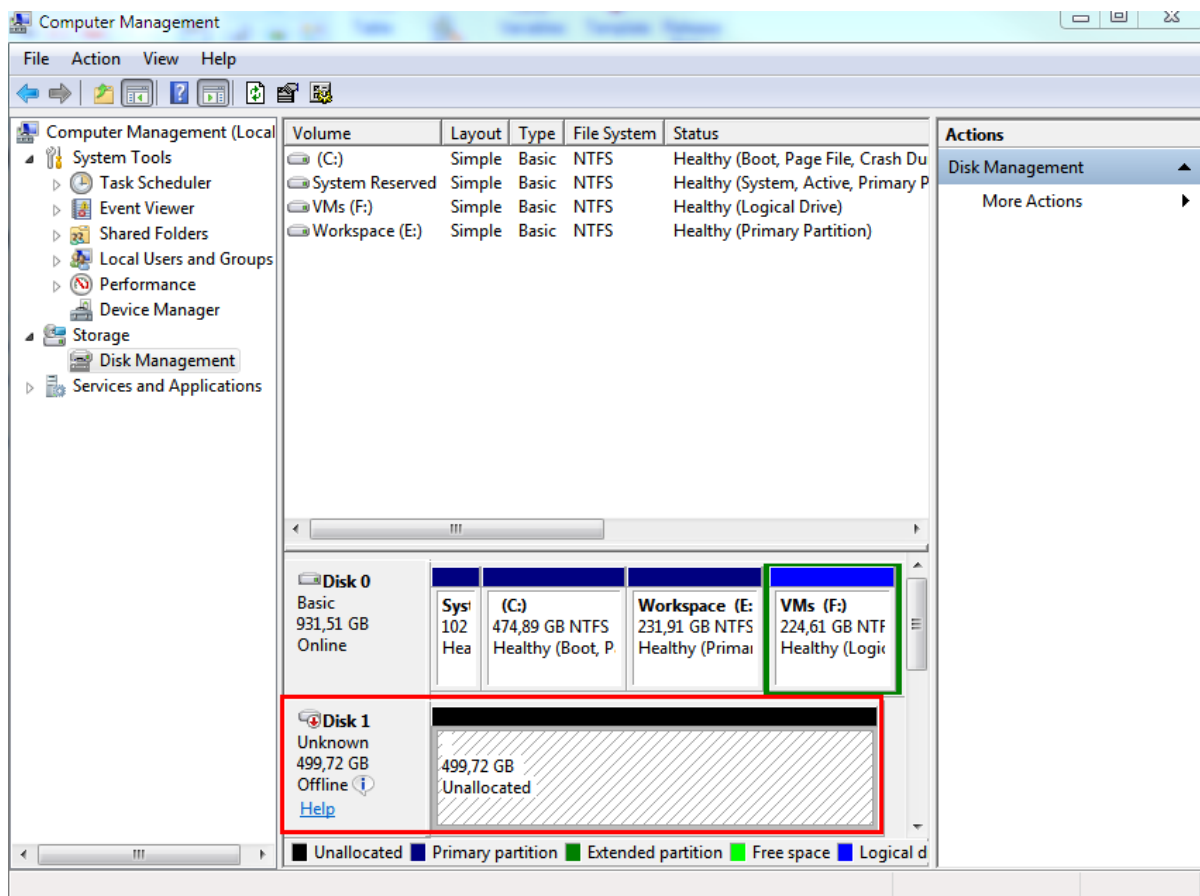 Computer Management
File Action View Help
Computer Management (Local
System Tools
Task Scheduler
Event Viewer
Shared Folders
Local Users and Groups
Performance
Device Manager
Storage
Disk Management
Services and Applications
Volume Layout Type File System Status
(C:) Simple Basic NTFS Healthy (Boot, Page File, Crash Du
System Reserved Simple Basic NTFS Healthy (System, Active, Primary P
VMs (F:) Simple Basic NTFS Healthy (Logical Drive)
Workspace (E:) Simple Basic NTFS Healthy (Primary Partition)
Disk 0
Basic
931,51 GB
Online
Syst
102
Hea
(C:)
474,89 GB NTFS
Healthy (Boot, P
Workspace (E:
231,91 GB NTFS
Healthy (Primar
VMs (F:)
224,61 GB NTF
Healthy (Logic
Disk 1
Unknown
499,72 GB
Offline
Help
499,72 GB
Unallocated
Unallocated Primary partition Extended partition Free space Logical d
Actions
Disk Management
More Actions